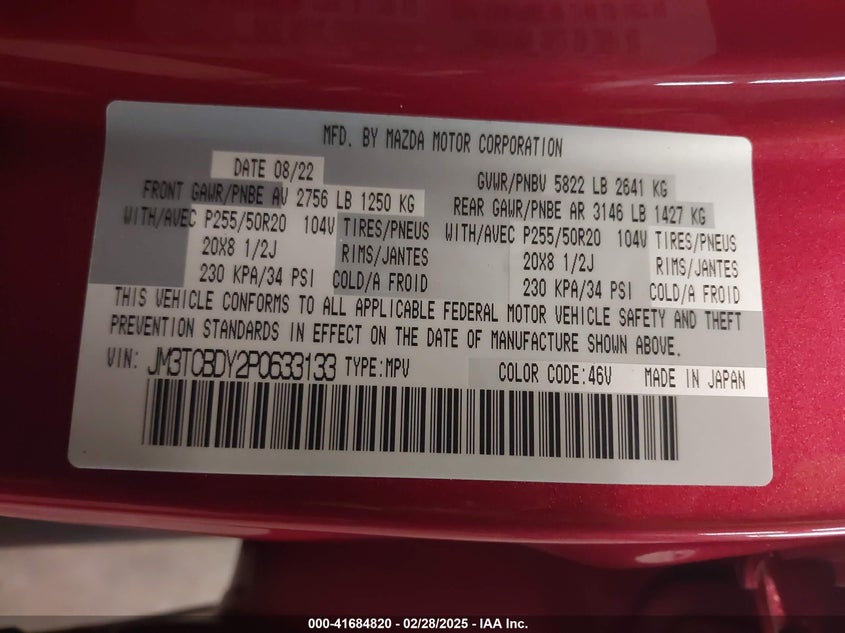 MFD. BY MAZDA MOTOR CORPORATION
DATE 08/22 GVWR/PNBV 5822 LB 2641 KG
FRONT GAWR/PNBE AV 2756 LB 1250 KG REAR GAWR/PNBE AR 3146 LB 1427 KG
WITH/AVEC P255/50R20 104V TIRES/PNEUS WITH/AVEC P255/50R20 104V TIRES/PNEUS
20X8 1/2J RIMS/JANTES 20X8 1/2J RIMS/JANTES
230 KPA/34 PSI COLD/A FROID 230 KPA/34 PSI COLD/A FROID
THIS VEHICLE CONFORMS TO ALL APPLICABLE FEDERAL MOTOR VEHICLE SAFETY AND THEFT
PREVENTION STANDARDS IN EFFECT ON THE DATE OF MANUFACTURE SHOWN ABOVE.
VIN: JM3TCBDY2P0633133 TYPE:MPV COLOR CODE:46V MADE IN JAPAN
000-41684820 - 02/28/2025 - IAA Inc.